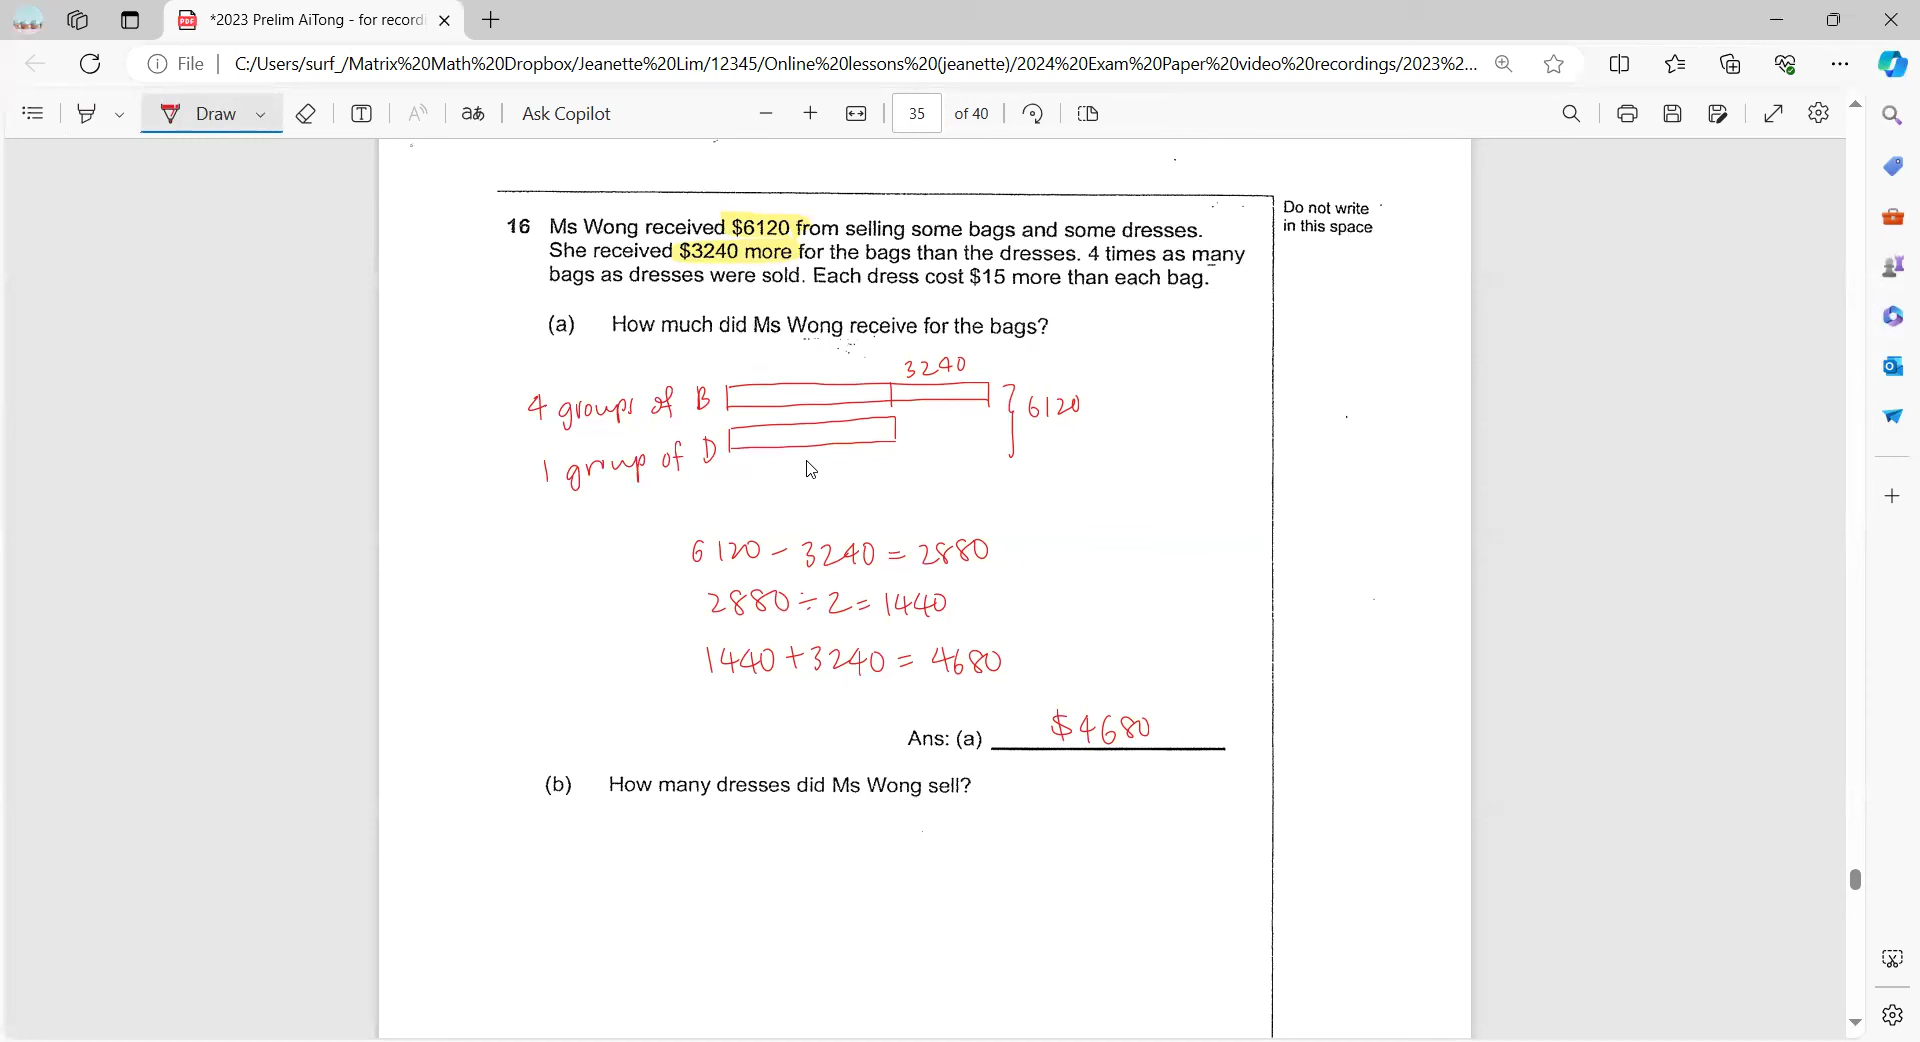 *2023 Prelim AiTong - for recordi
File C:/Users/surf_/Matrix%20Math%20Dropbox/Jeanette%20Lim/12345/Online%20lessons%20(jeanette)/2024%20Exam%20Paper%20video%20recordings/2023%2...
Draw aあ Ask Copilot 35 of 40
Do not write
in this space
16 Ms Wong received $6120 from selling some bags and some dresses.
She received $3240 more for the bags than the dresses. 4 times as many
bags as dresses were sold. Each dress cost $15 more than each bag.
(a) How much did Ms Wong receive for the bags?
3240
4 groups of B
6120
1 group of D
6120 - 3240 = 2880
2880 ÷ 2 = 1440
1440 + 3240 = 4680
Ans: (a) $4680
(b) How many dresses did Ms Wong sell?